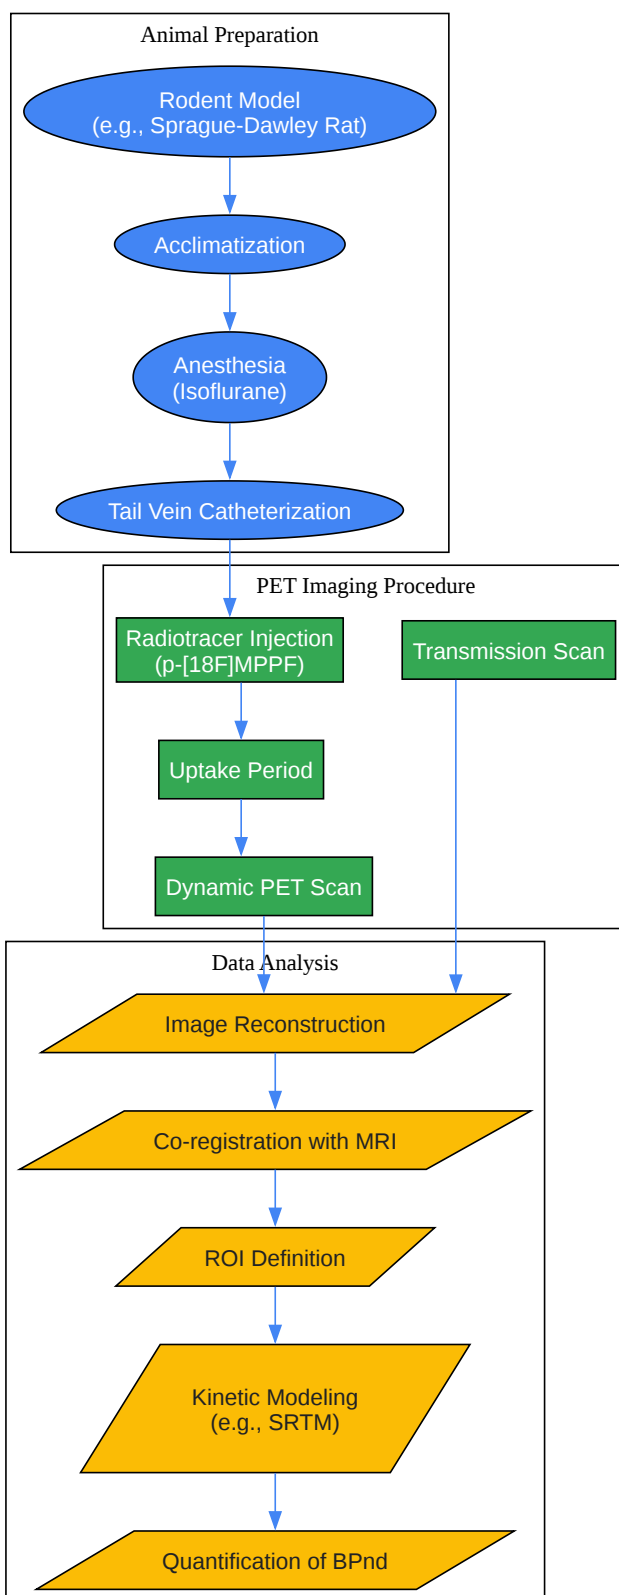 Animal Preparation
Rodent Model
(e.g., Sprague-Dawley Rat)
Acclimatization
Anesthesia
(Isoflurane)
Tail Vein Catheterization
PET Imaging Procedure
Radiotracer Injection
(p-[18F]MPPF)
Transmission Scan
Uptake Period
Dynamic PET Scan
Data Analysis
Image Reconstruction
Co-registration with MRI
ROI Definition
Kinetic Modeling
(e.g., SRTM)
Quantification of BPnd